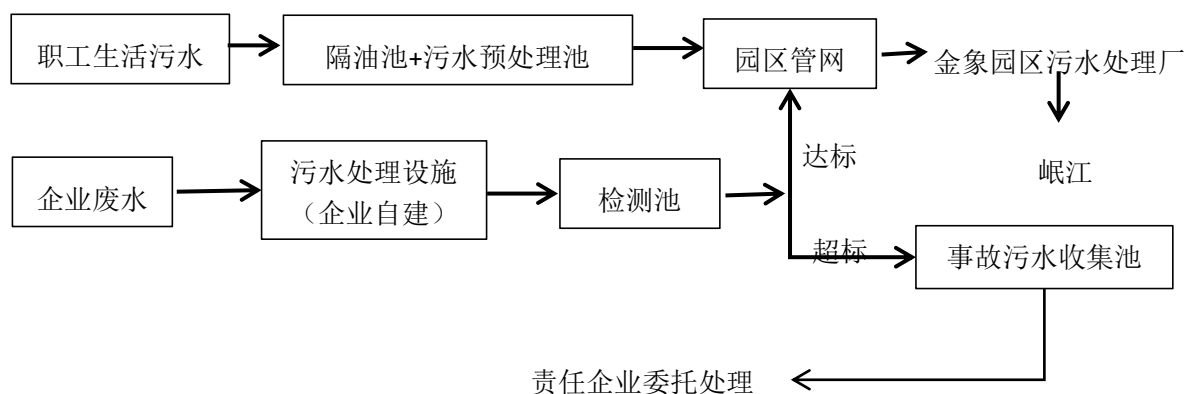 职工生活污水
隔油池+污水预处理池
园区管网
金象园区污水处理厂
企业废水
污水处理设施
（企业自建）
检测池
达标
岷江
超标
事故污水收集池
责任企业委托处理